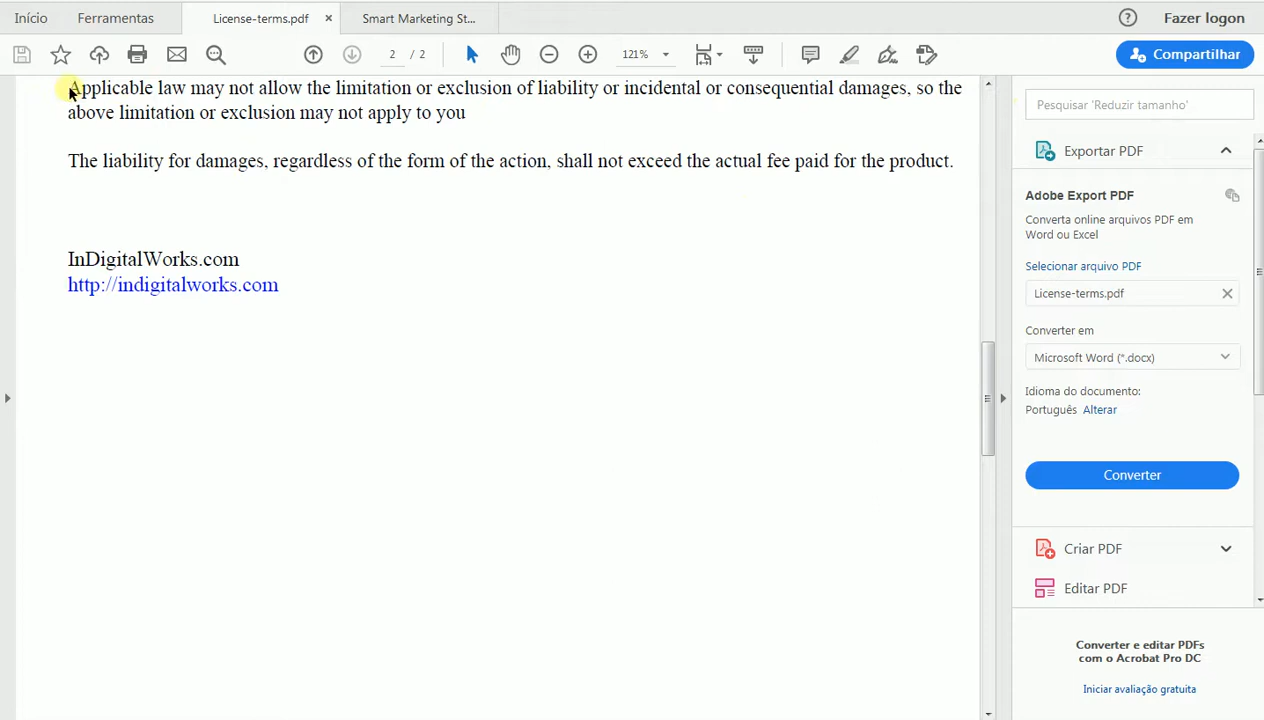 Início
Ferramentas
License-terms.pdf ×
Smart Marketing St...
Fazer logon
2 / 2
121%
Compartilhar
Applicable law may not allow the limitation or exclusion of liability or incidental or consequential damages, so the
above limitation or exclusion may not apply to you
The liability for damages, regardless of the form of the action, shall not exceed the actual fee paid for the product.
InDigitalWorks.com
http://indigitalworks.com
Pesquisar 'Reduzir tamanho'
Exportar PDF
Adobe Export PDF
Converta online arquivos PDF em
Word ou Excel
Selecionar arquivo PDF
License-terms.pdf
Converter em
Microsoft Word (*.docx)
Idioma do documento:
Português Alterar
Converter
Criar PDF
Editar PDF
Converter e editar PDFs
com o Acrobat Pro DC
Iniciar avaliação gratuita